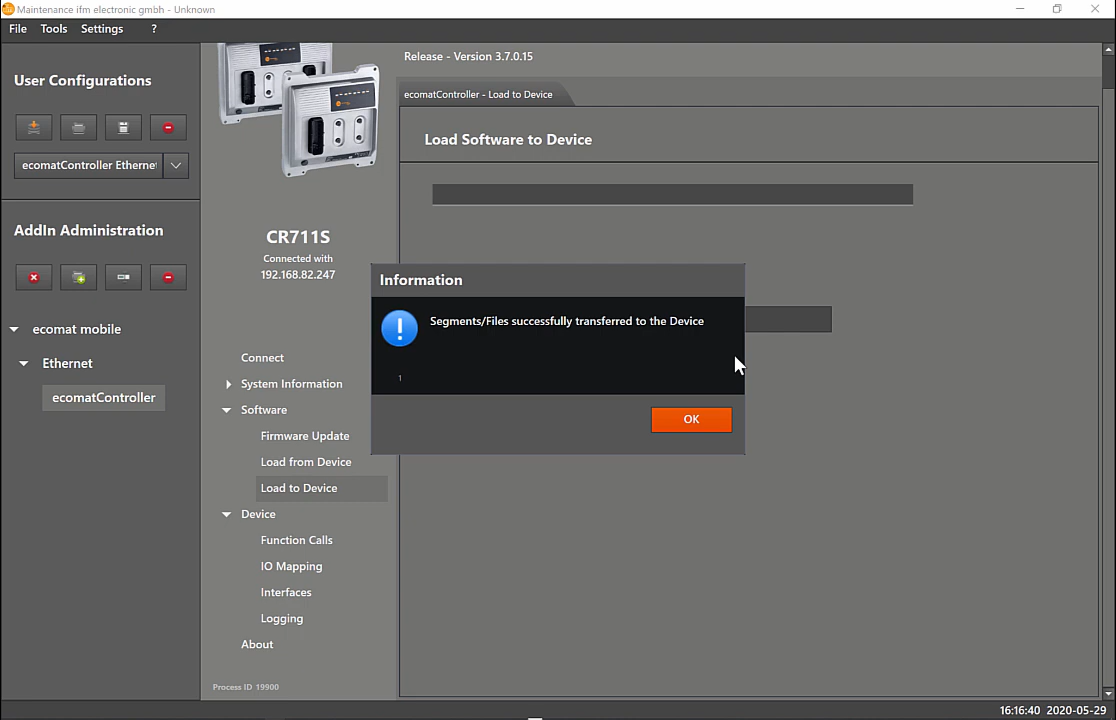 Maintenance ifm electronic gmbh - Unknown
File Tools Settings ?
User Configurations
ecomatController Etherne
AddIn Administration
ecomat mobile
Ethernet
ecomatController
CR711S
Connected with
192.168.82.247
Connect
System Information
Software
Firmware Update
Load from Device
Load to Device
Device
Function Calls
IO Mapping
Interfaces
Logging
About
Process ID 19900
Release - Version 3.7.0.15
ecomatController - Load to Device
Load Software to Device
Information
Segments/Files successfully transferred to the Device
1
OK
16:16:40 2020-05-29